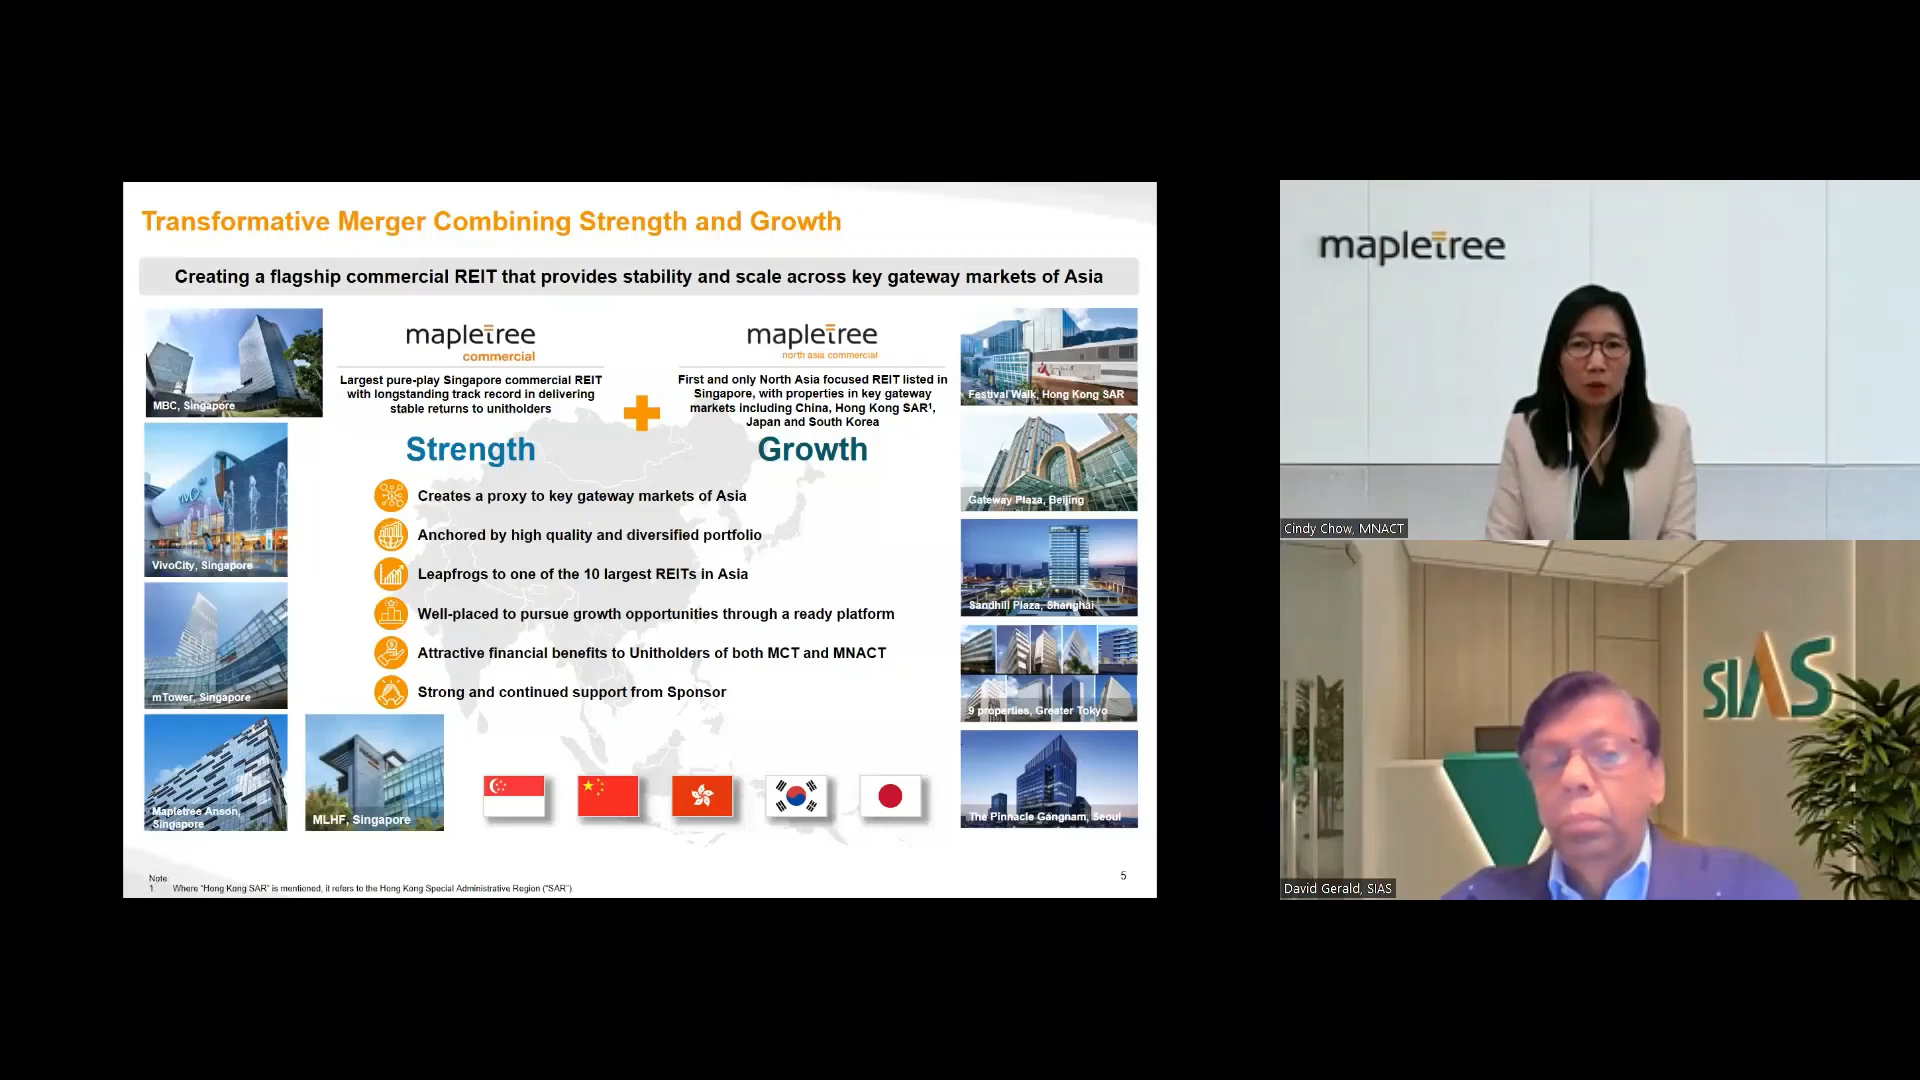 Transformative Merger Combining Strength and Growth
Creating a flagship commercial REIT that provides stability and scale across key gateway markets of Asia
MBC, Singapore
VivoCity, Singapore
mTower, Singapore
Mapletree Anson,
Singapore
MLHF, Singapore
mapletree
commercial
Largest pure-play Singapore commercial REIT
with longstanding track record in delivering
stable returns to unitholders
Strength
mapletree
north asia commercial
First and only North Asia focused REIT listed in
Singapore, with properties in key gateway
markets including China, Hong Kong SAR¹,
Japan and South Korea
Growth
Creates a proxy to key gateway markets of Asia
Anchored by high quality and diversified portfolio
Leapfrogs to one of the 10 largest REITs in Asia
Well-placed to pursue growth opportunities through a ready platform
Attractive financial benefits to Unitholders of both MCT and MNACT
Strong and continued support from Sponsor
Festival Walk, Hong Kong SAR
Gateway Plaza, Beijing
Sandhill Plaza, Shanghai
9 properties, Greater Tokyo
The Pinnacle Gangnam, Seoul
Note:
1 Where "Hong Kong SAR" is mentioned, it refers to the Hong Kong Special Administrative Region ("SAR").
5
mapletree
Cindy Chow, MNACT
SIAS
David Gerald, SIAS